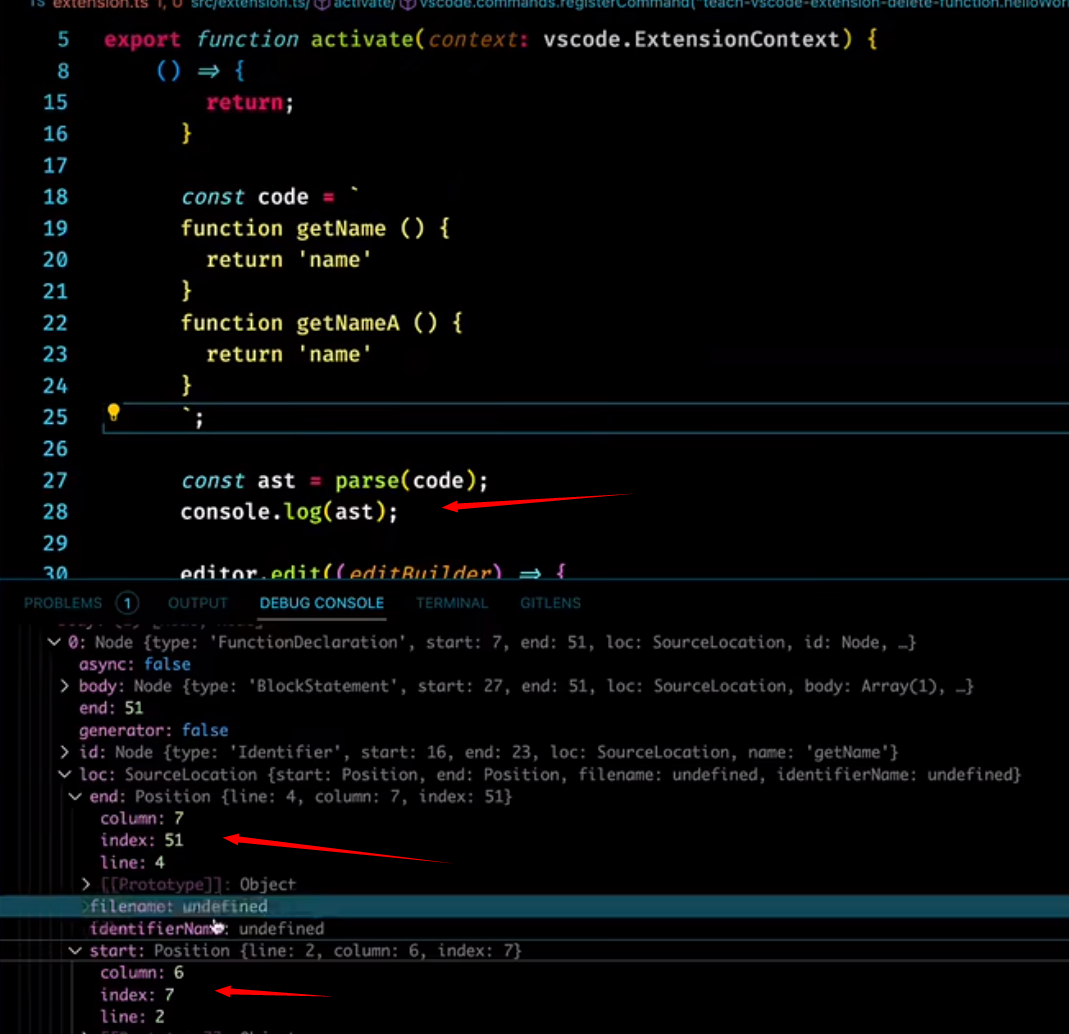 TS extension.ts 1, U src/extension.ts/ activate/ vscode.commands.registerCommand("teach-vscode-extension-delete-function.helloWor
5 export function activate(context: vscode.ExtensionContext) {
8 () => {
15 return;
16 }
17
18 const code = `
19 function getName () {
20 return 'name'
21 }
22 function getNameA () {
23 return 'name'
24 }
25 `;
26
27 const ast = parse(code);
28 console.log(ast);
29
30 editor.edit((editBuilder) => {
PROBLEMS 1 OUTPUT DEBUG CONSOLE TERMINAL GITLENS
0: Node {type: 'FunctionDeclaration', start: 7, end: 51, loc: SourceLocation, id: Node, …}
async: false
> body: Node {type: 'BlockStatement', start: 27, end: 51, loc: SourceLocation, body: Array(1), …}
end: 51
generator: false
> id: Node {type: 'Identifier', start: 16, end: 23, loc: SourceLocation, name: 'getName'}
loc: SourceLocation {start: Position, end: Position, filename: undefined, identifierName: undefined}
end: Position {line: 4, column: 7, index: 51}
column: 7
index: 51
line: 4
> [[Prototype]]: Object
filename: undefined
identifierName: undefined
start: Position {line: 2, column: 6, index: 7}
column: 6
index: 7
line: 2